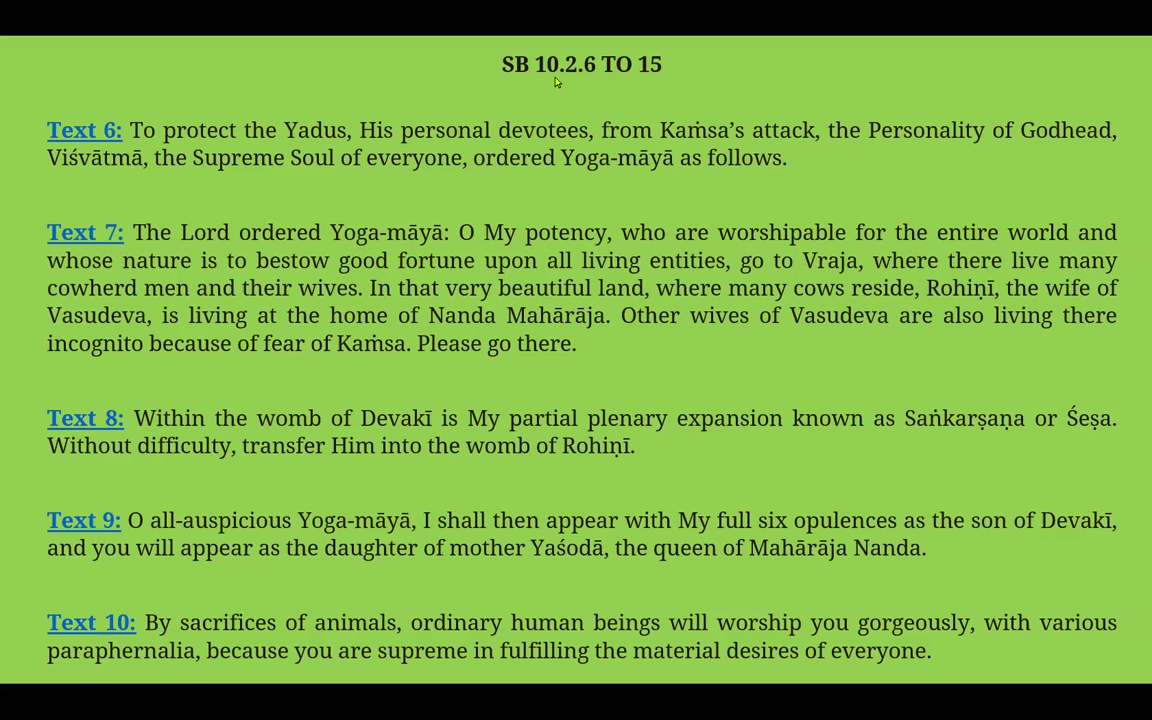 SB 10.2.6 TO 15
Text 6: To protect the Yadus, His personal devotees, from Kaṁsa’s attack, the Personality of Godhead,
Viśvātmā, the Supreme Soul of everyone, ordered Yoga-māyā as follows.
Text 7: The Lord ordered Yoga-māyā: O My potency, who are worshipable for the entire world and
whose nature is to bestow good fortune upon all living entities, go to Vraja, where there live many
cowherd men and their wives. In that very beautiful land, where many cows reside, Rohiṇī, the wife of
Vasudeva, is living at the home of Nanda Mahārāja. Other wives of Vasudeva are also living there
incognito because of fear of Kaṁsa. Please go there.
Text 8: Within the womb of Devakī is My partial plenary expansion known as Saṅkarṣaṇa or Śeṣa.
Without difficulty, transfer Him into the womb of Rohiṇī.
Text 9: O all-auspicious Yoga-māyā, I shall then appear with My full six opulences as the son of Devakī,
and you will appear as the daughter of mother Yaśodā, the queen of Mahārāja Nanda.
Text 10: By sacrifices of animals, ordinary human beings will worship you gorgeously, with various
paraphernalia, because you are supreme in fulfilling the material desires of everyone.